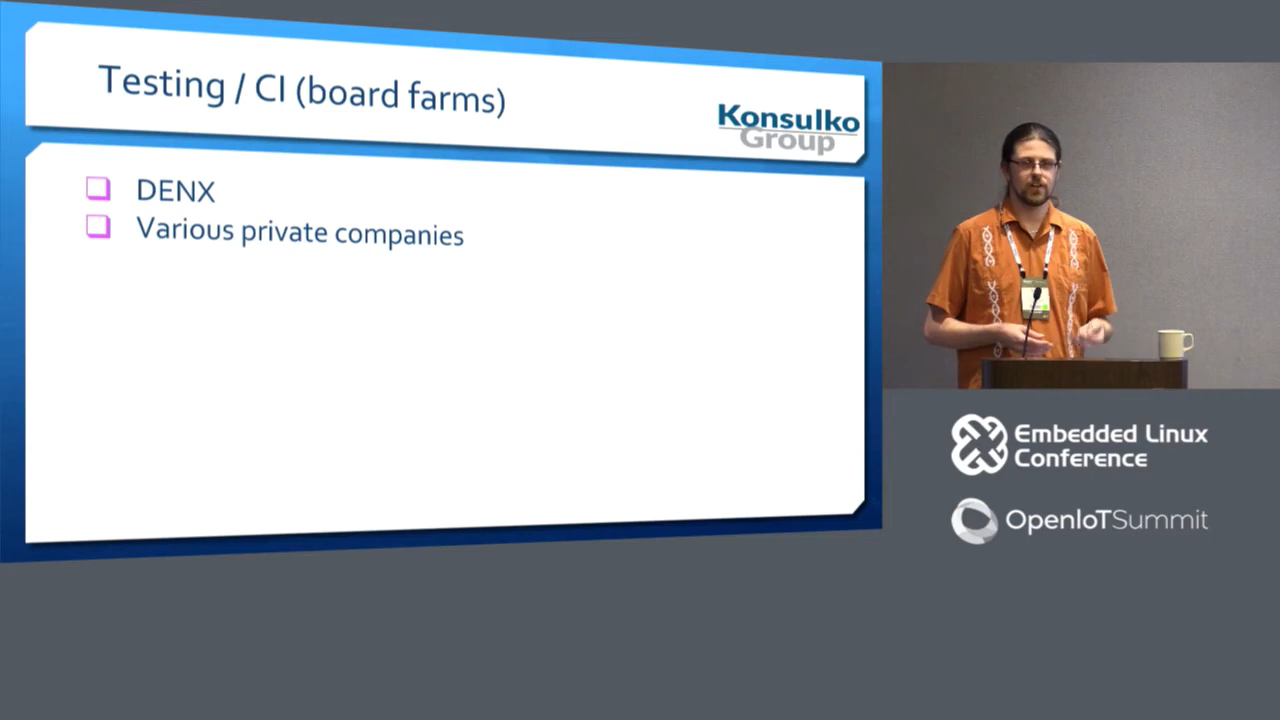 Testing / CI (board farms)
Konsulko
Group
DENX
Various private companies
Embedded Linux
Conference
OpenIoTSummit